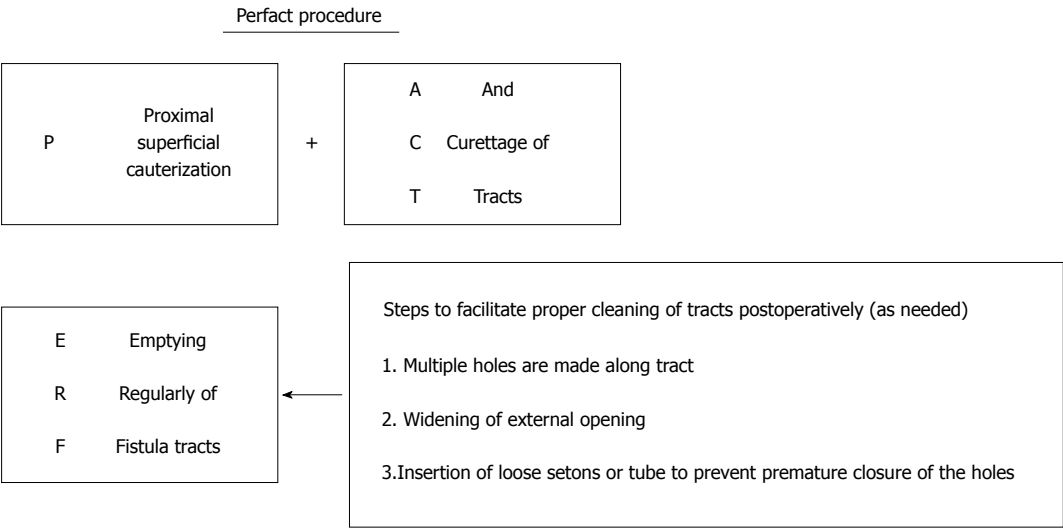 Perfact procedure
P
Proximal
superficial
cauterization
+
A And
C Curettage of
T Tracts
E Emptying
R Regularly of
F Fistula tracts
Steps to facilitate proper cleaning of tracts postoperatively (as needed)
1. Multiple holes are made along tract
2. Widening of external opening
3.Insertion of loose setons or tube to prevent premature closure of the holes